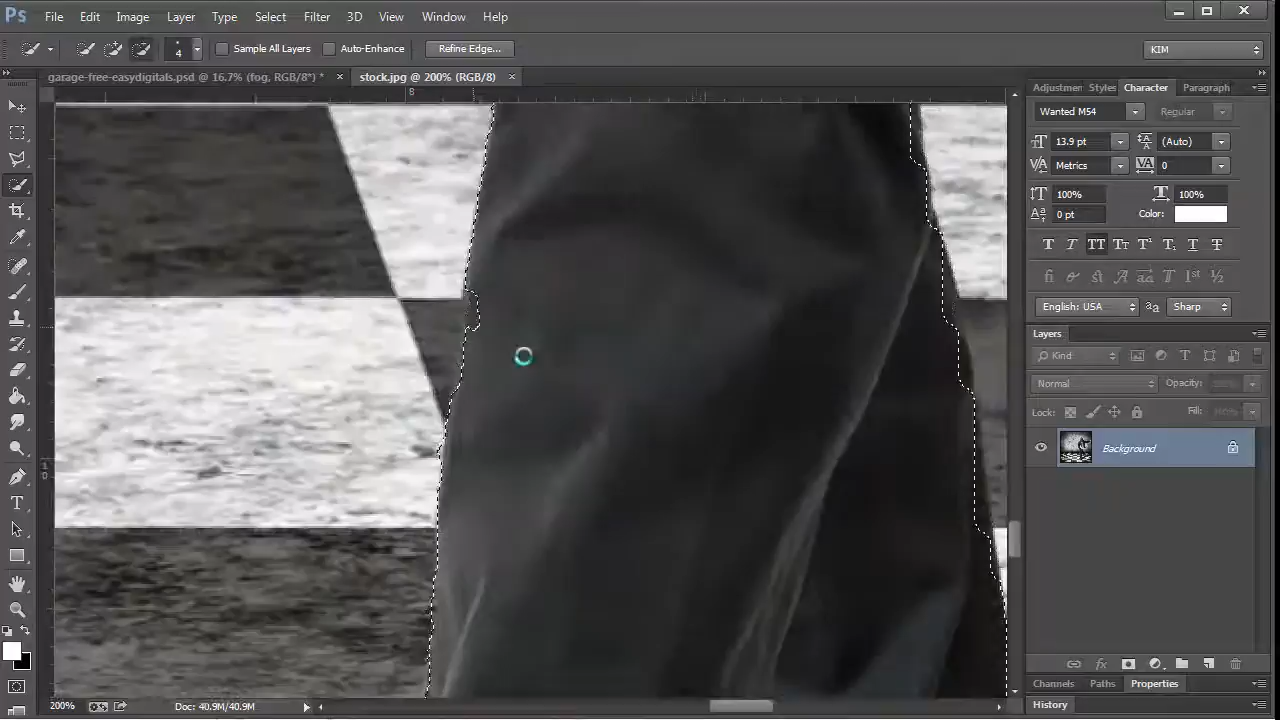 Ps File Edit Image Layer Type Select Filter 3D View Window Help
4 Sample All Layers Auto-Enhance Refine Edge... KIM
garage-free-easydigitals.psd @ 16.7% (fog, RGB/8*) * × stock.jpg @ 200% (RGB/8) ×
Adjustmen Styles Character Paragraph
8
Wanted M54 Regular
13.9 pt (Auto)
Metrics 0
100% 100%
0 pt Color:
English: USA Sharp
Layers
Kind
Normal Opacity:
Lock: Fill:
Background
Channels Paths Properties
200% Doc: 40.9M/40.9M History